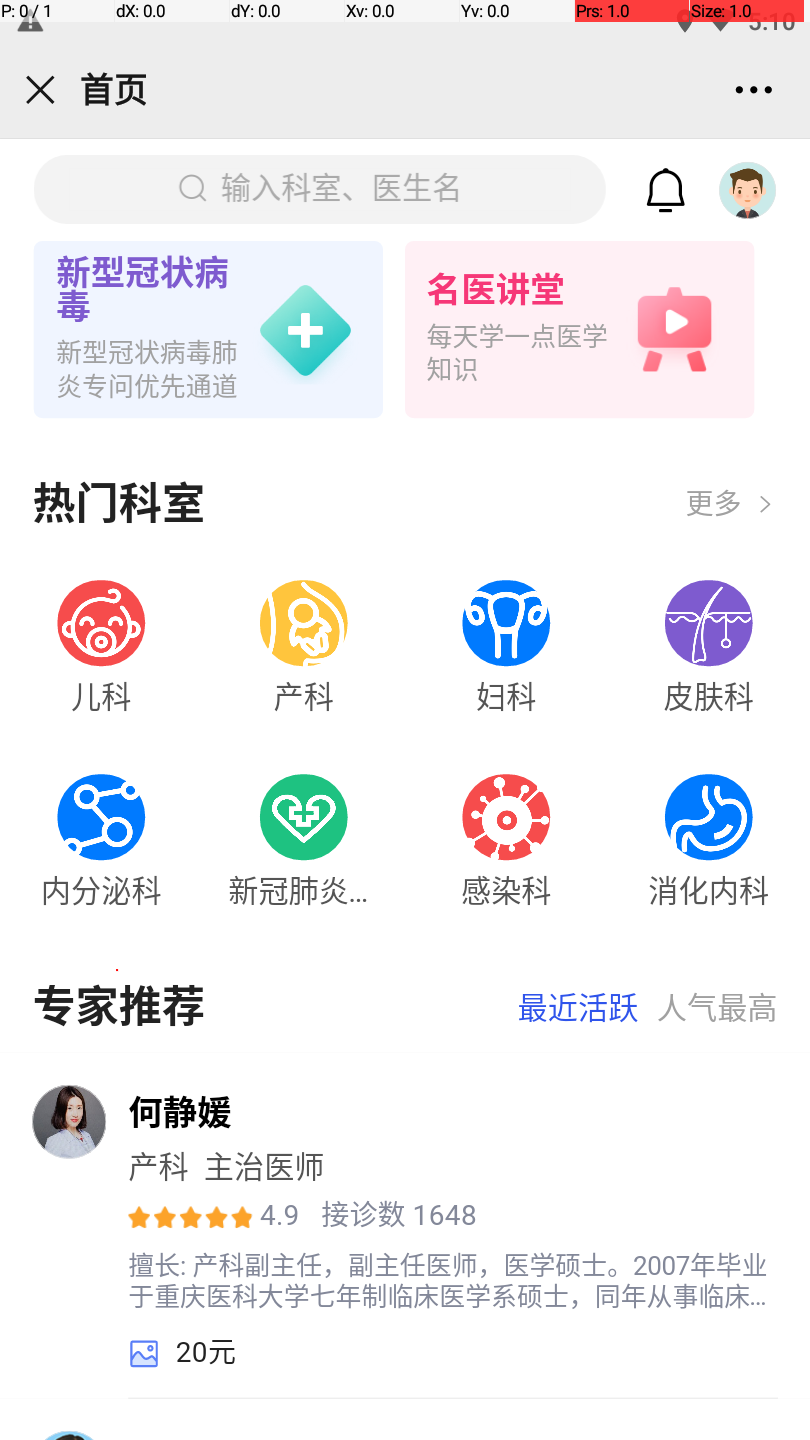 P: 0 / 1 dX: 0.0 dY: 0.0 Xv: 0.0 Yv: 0.0 Prs: 1.0 Size: 1.0
5:10
首页
输入科室、医生名
新型冠状病
毒
新型冠状病毒肺
炎专问优先通道
名医讲堂
每天学一点医学
知识
热门科室 更多
儿科 产科 妇科 皮肤科
内分泌科 新冠肺炎... 感染科 消化内科
专家推荐 最近活跃 人气最高
何静媛
产科 主治医师
4.9 接诊数 1648
擅长: 产科副主任，副主任医师，医学硕士。2007年毕业
于重庆医科大学七年制临床医学系硕士，同年从事临床...
20元